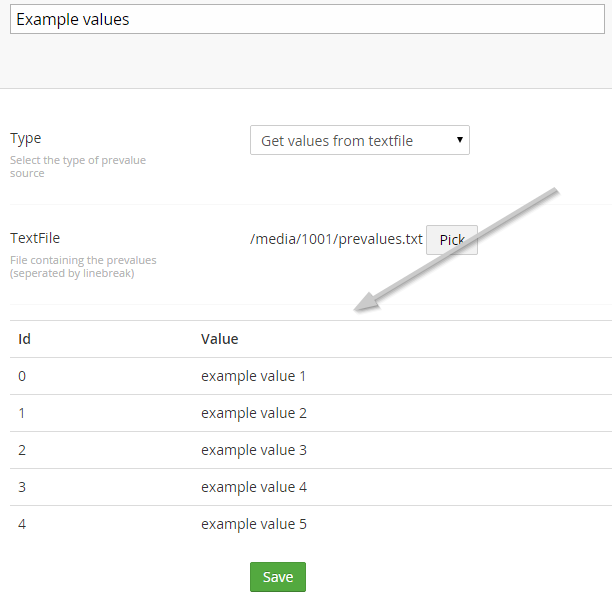 Example values
Type
Get values from textfile
Select the type of prevalue
source
TextFile
/media/1001/prevalues.txt Pick
File containing the prevalues
(seperated by linebreak)
Id Value
0 example value 1
1 example value 2
2 example value 3
3 example value 4
4 example value 5
Save